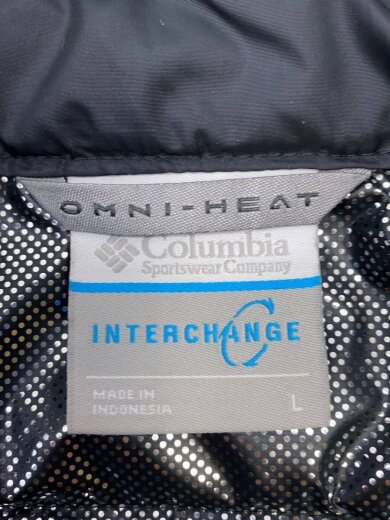 OMNI-HEAT
Columbia
Sportswear Company
INTERCHANGE
MADE IN
INDONESIA
L